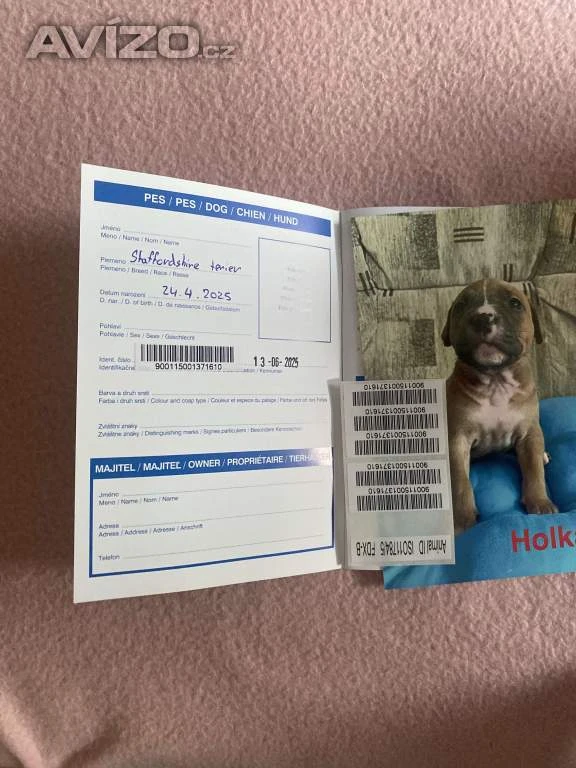 AVÍZO.cz
PES / PES / DOG / CHIEN / HUND
Jméno
Meno / Name / Nom / Name
Plemeno Staffordshire terier
Plemeno / Breed / Race / Rasse
Datum narození 24.4.2025
D. nar. / D. of birth / D. de naissance / Geburtsdatum
Pohlaví
Pohlavie / Sex / Sexe / Geschlecht
Ident. číslo 13-06-2025
Identifikačné 900115001371610
Barva a druh srsti
Farba i druh srsti / Colour and coap type / Couleur et espece du pelage / Farbe und art des Felles
Zvláštní znaky
Zvláštne znaky / Distinguishing marks / Signes particuliers / Besondere Kennzeichen
MAJITEL / MAJITEĽ / OWNER / PROPRIÉTAIRE / TIERHALTER
Jméno
Meno / Name / Nom / Name
Adresa
Adresa / Address / Adresse / Anschrift
Telefon
900115001371610
900115001371610
900115001371610
900115001371610
900115001371610
Animal ID ISO11784/5 FDX-B
Holka